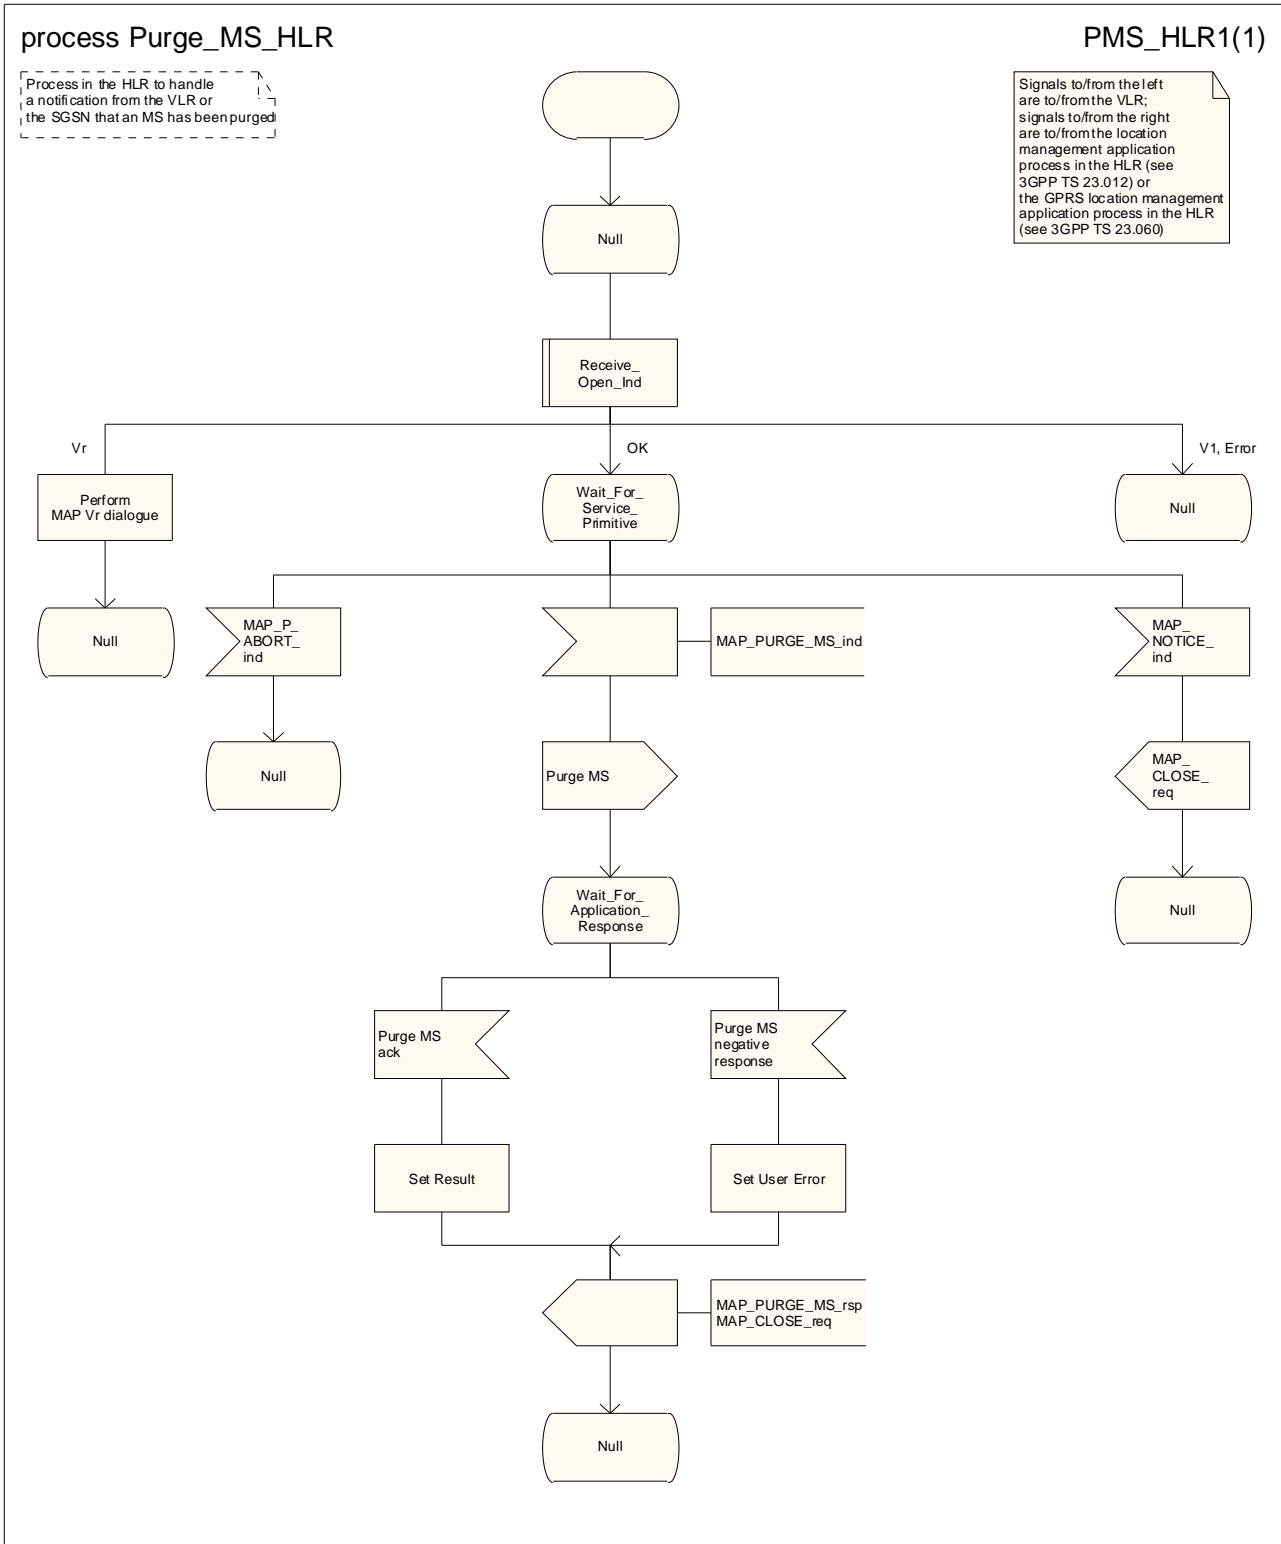 process Purge_MS_HLR
PMS_HLR1(1)
Process in the HLR to handle
a notification from the VLR or
the SGSN that an MS has been purged
Signals to/from the left
are to/from the VLR;
signals to/from the right
are to/from the location
management application
process in the HLR (see
3GPP TS 23.012) or
the GPRS location management
application process in the HLR
(see 3GPP TS 23.060)
Null
Receive_
Open_Ind
Vr
OK
V1, Error
Perform
MAP Vr dialogue
Wait_For_
Service_
Primitive
Null
Null
MAP_P_
ABORT_
ind
MAP_PURGE_MS_ind
MAP_
NOTICE_
ind
Null
Purge MS
MAP_
CLOSE_
req
Wait_For_
Application_
Response
Null
Purge MS
ack
Purge MS
negative
response
Set Result
Set User Error
MAP_PURGE_MS_rsp
MAP_CLOSE_req
Null